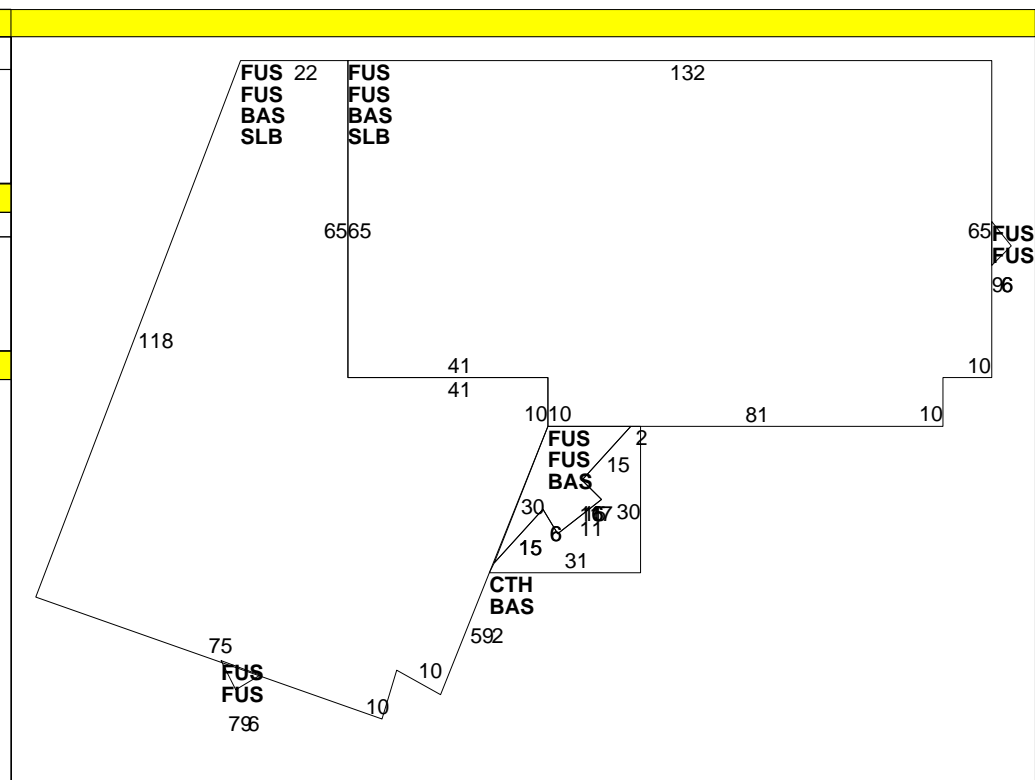 FUS 22 FUS 132
FUS FUS
BAS BAS
SLB SLB
6565 65 FUS
FUS
96
118
41 10
41
1010 81 10
FUS 2
FUS 15
BAS
30 30
6 11
15 31
CTH
BAS
592
75 10
FUS
FUS 10
796